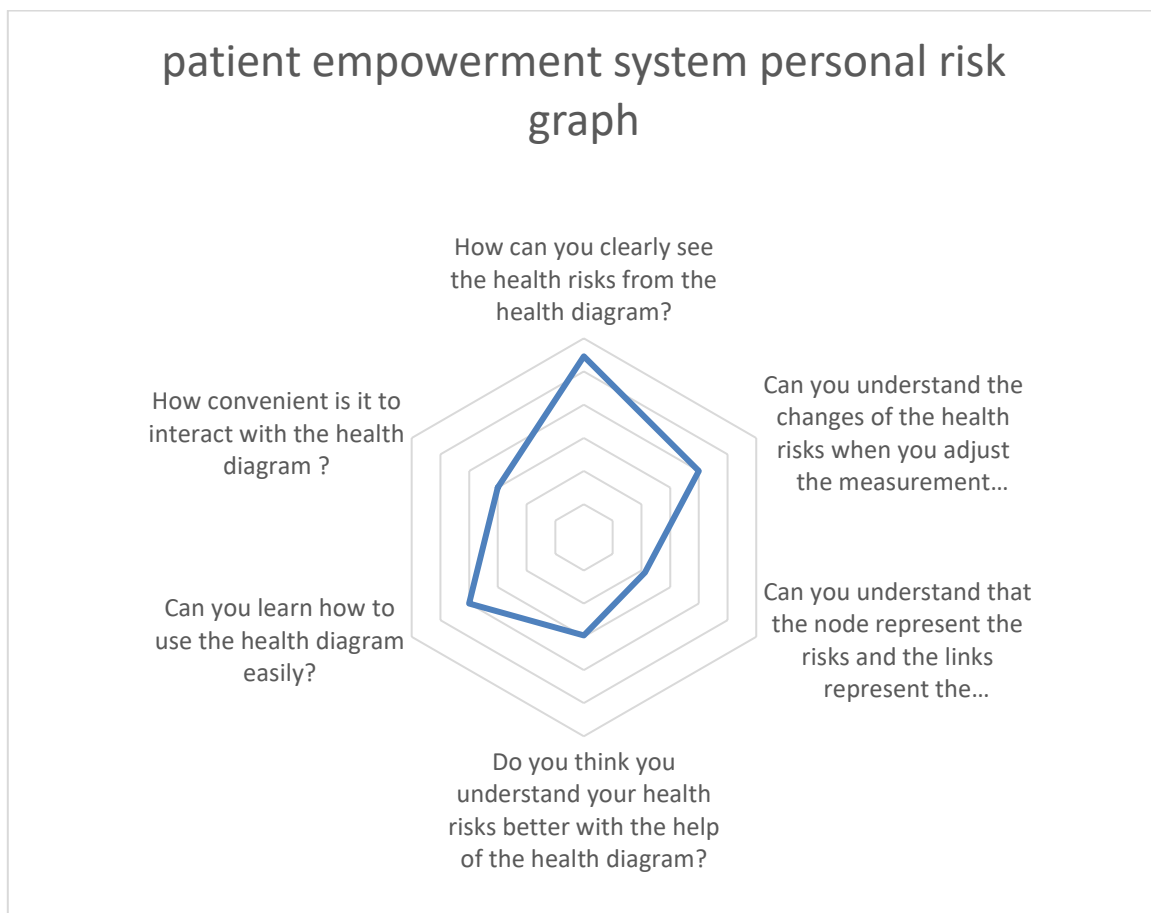 patient empowerment system personal risk
graph
How can you clearly see
the health risks from the
health diagram?
Can you understand the
changes of the health
risks when you adjust
the measurement…
Can you understand that
the node represent the
risks and the links
represent the…
Do you think you
understand your health
risks better with the help
of the health diagram?
Can you learn how to
use the health diagram
easily?
How convenient is it to
interact with the health
diagram ?